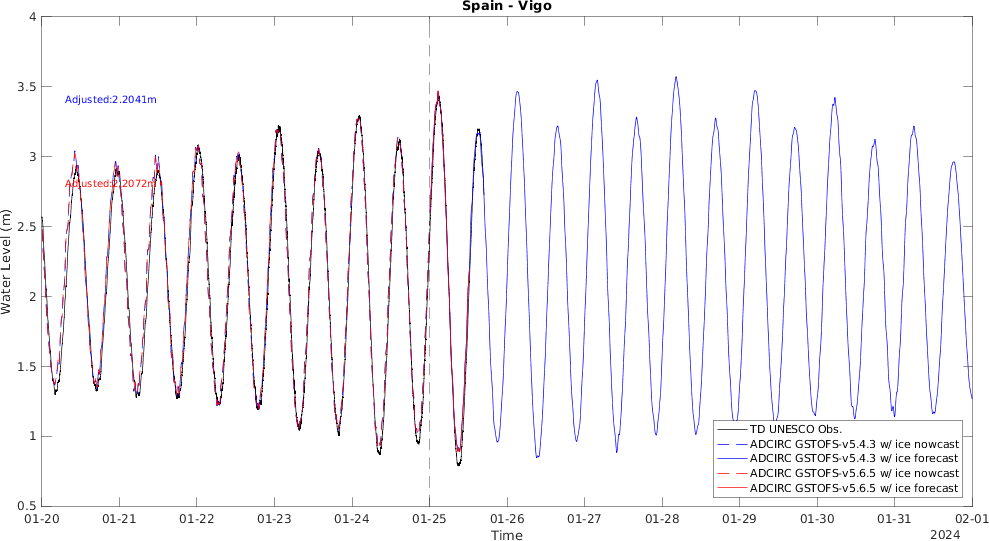 Spain - Vigo
4
3.5
3
2.5
2
1.5
1
0.5
Water Level (m)
Adjusted:2.2041m
Adjusted:2.2072m
TD UNESCO Obs.
ADCIRC GSTOFS-v5.4.3 w/ ice nowcast
ADCIRC GSTOFS-v5.4.3 w/ ice forecast
ADCIRC GSTOFS-v5.6.5 w/ ice nowcast
ADCIRC GSTOFS-v5.6.5 w/ ice forecast
01-20 01-21 01-22 01-23 01-24 01-25 01-26 01-27 01-28 01-29 01-30 01-31 02-01
Time
2024